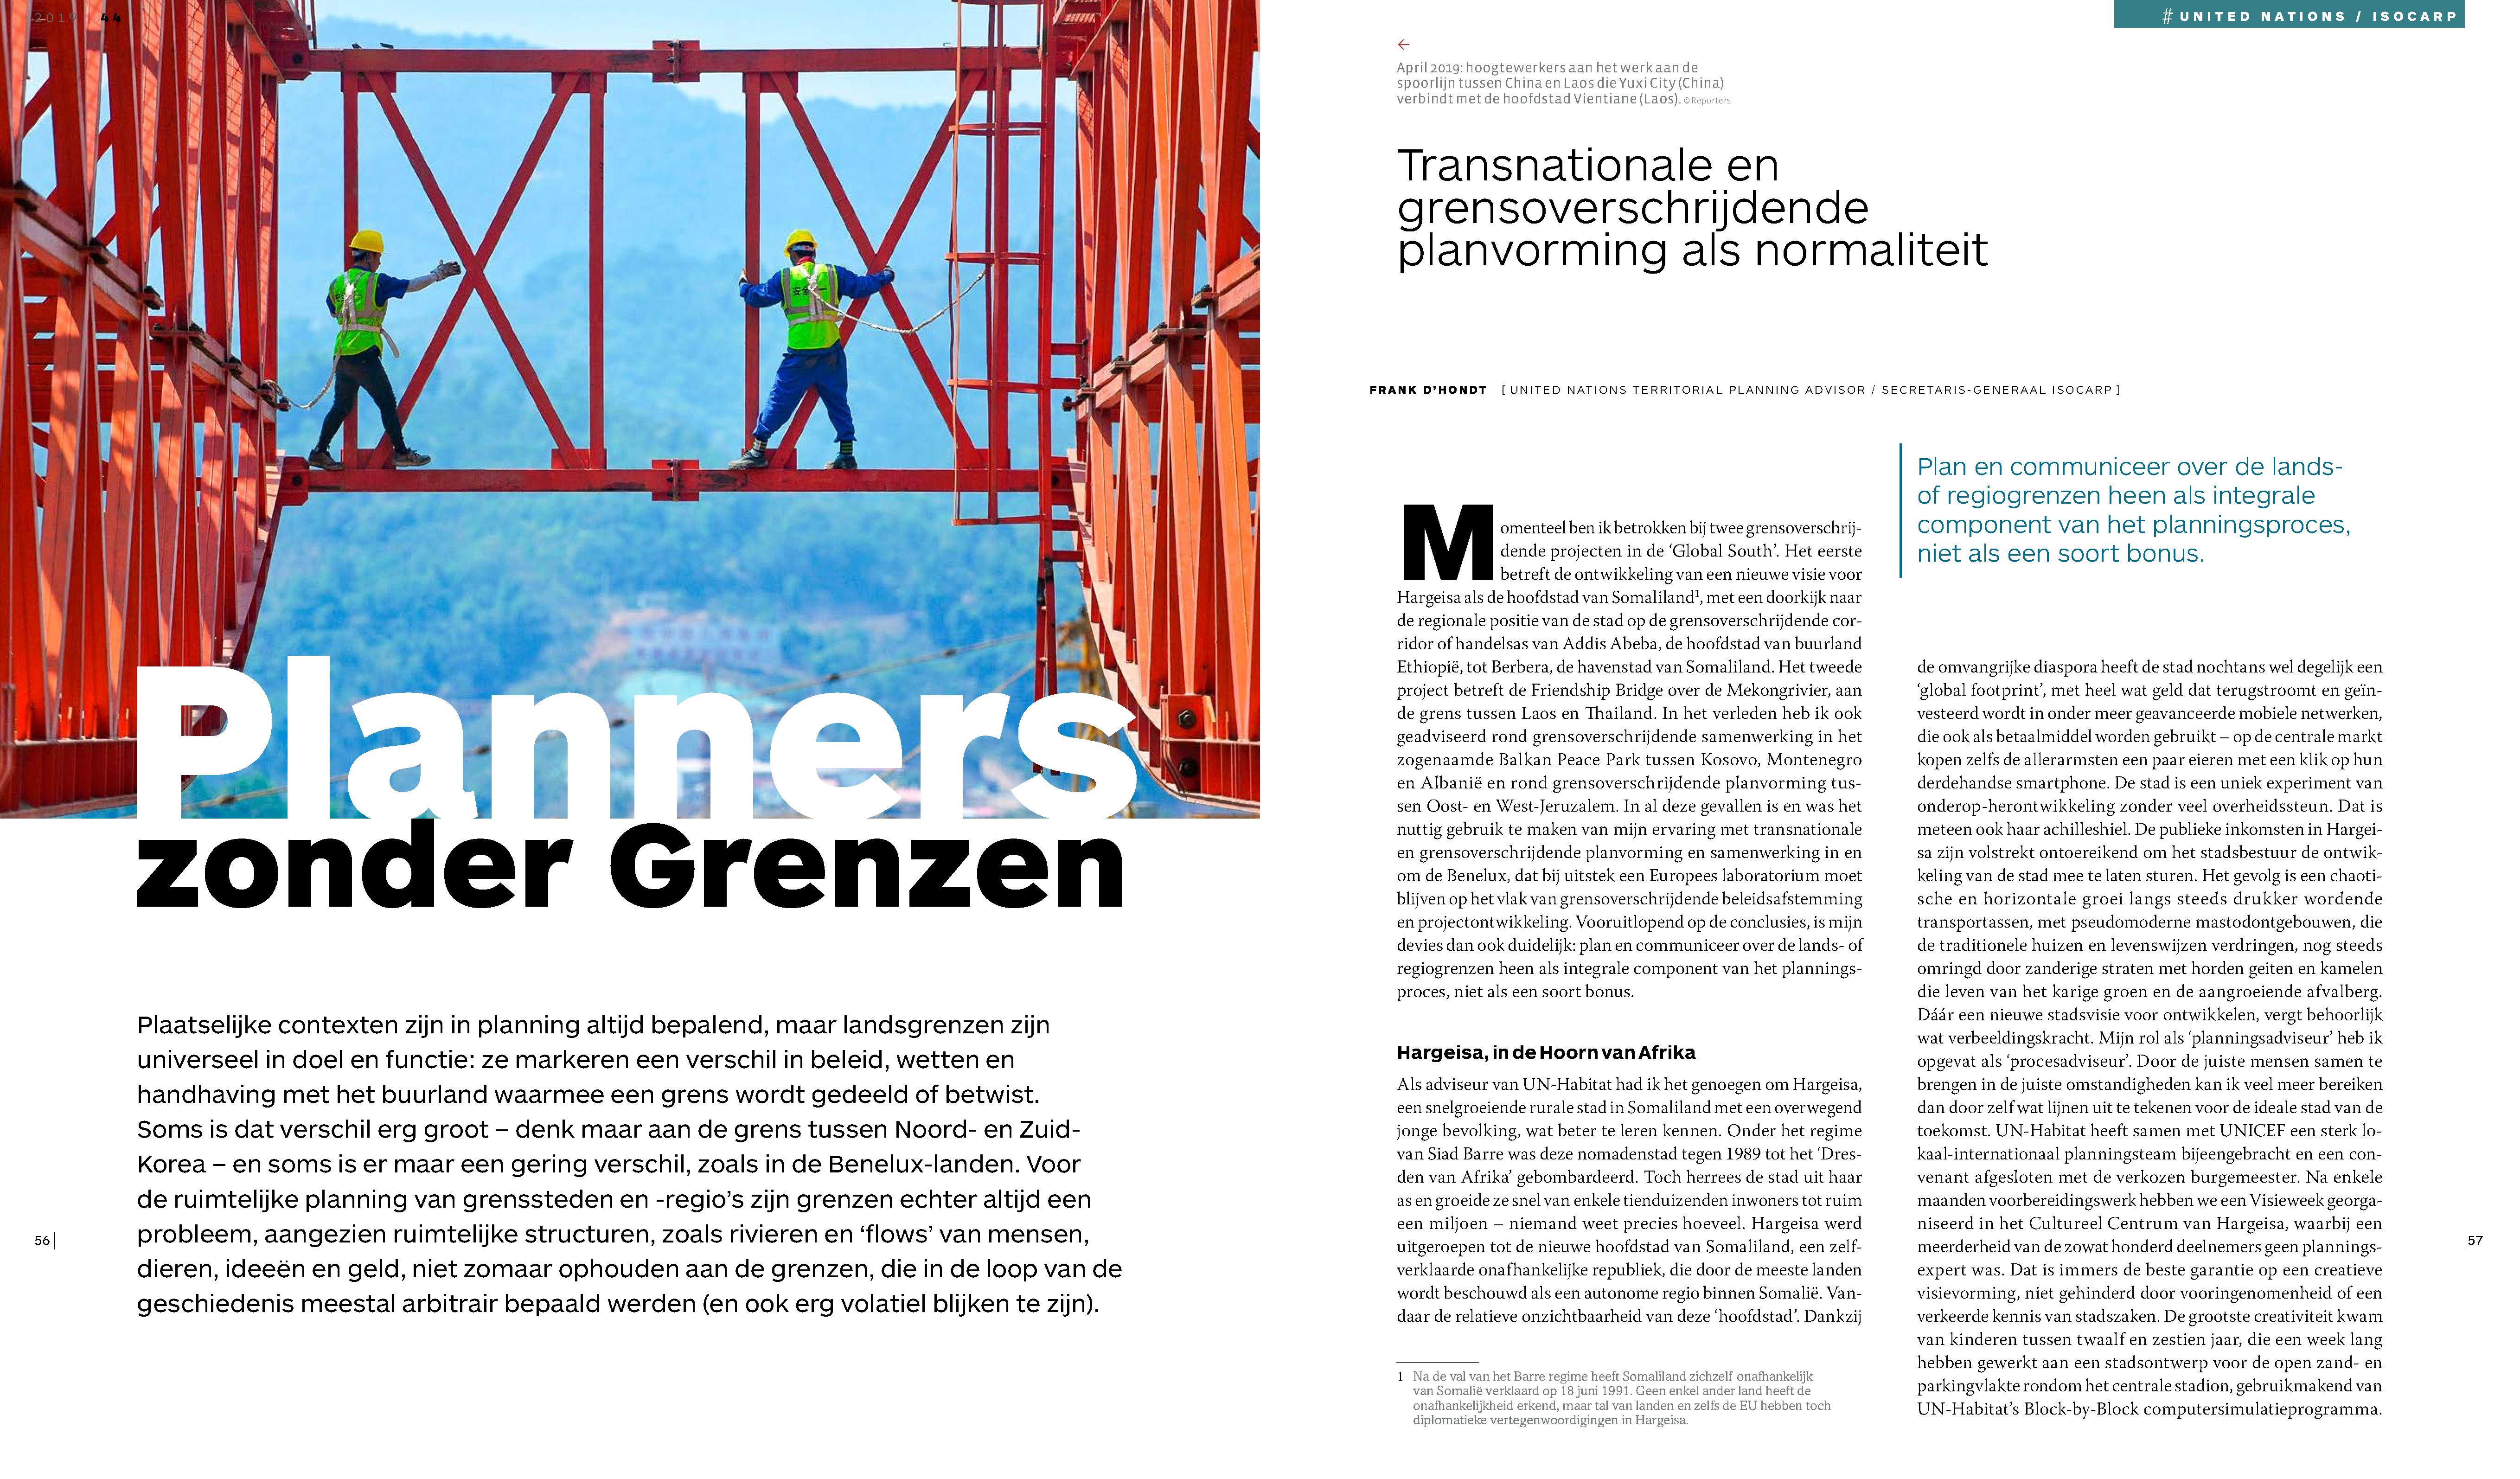 2019 44
Planners
zonder Grenzen
Plaatselijke contexten zijn in planning altijd bepalend, maar landsgrenzen zijn
universeel in doel en functie: ze markeren een verschil in beleid, wetten en
handhaving met het buurland waarmee een grens wordt gedeeld of betwist.
Soms is dat verschil erg groot – denk maar aan de grens tussen Noord- en Zuid-
Korea – en soms is er maar een gering verschil, zoals in de Benelux-landen. Voor
de ruimtelijke planning van grenssteden en -regio’s zijn grenzen echter altijd een
probleem, aangezien ruimtelijke structuren, zoals rivieren en ‘flows’ van mensen,
dieren, ideeën en geld, niet zomaar ophouden aan de grenzen, die in de loop van de
geschiedenis meestal arbitrair bepaald werden (en ook erg volatiel blijken te zijn).
56
# UNITED NATIONS / ISOCARP
←
April 2019: hoogtewerkers aan het werk aan de
spoorlijn tussen China en Laos die Yuxi City (China)
verbindt met de hoofdstad Vientiane (Laos). © Reporters
Transnationale en
grensoverschrijdende
planvorming als normaliteit
FRANK D’HONDT [ UNITED NATIONS TERRITORIAL PLANNING ADVISOR / SECRETARIS-GENERAAL ISOCARP ]
Momenteel ben ik betrokken bij twee grensoverschrij-
dende projecten in de ‘Global South’. Het eerste
betreft de ontwikkeling van een nieuwe visie voor
Hargeisa als de hoofdstad van Somaliland¹, met een doorkijk naar
de regionale positie van de stad op de grensoverschrijdende cor-
ridor of handelsas van Addis Abeba, de hoofdstad van buurland
Ethiopië, tot Berbera, de havenstad van Somaliland. Het tweede
project betreft de Friendship Bridge over de Mekongrivier, aan
de grens tussen Laos en Thailand. In het verleden heb ik ook
geadviseerd rond grensoverschrijdende samenwerking in het
zogenaamde Balkan Peace Park tussen Kosovo, Montenegro
en Albanië en rond grensoverschrijdende planvorming tus-
sen Oost- en West-Jeruzalem. In al deze gevallen is en was het
nuttig gebruik te maken van mijn ervaring met transnationale
en grensoverschrijdende planvorming en samenwerking in en
om de Benelux, dat bij uitstek een Europees laboratorium moet
blijven op het vlak van grensoverschrijdende beleidsafstemming
en projectontwikkeling. Vooruitlopend op de conclusies, is mijn
devies dan ook duidelijk: plan en communiceer over de lands- of
regiogrenzen heen als integrale component van het plannings-
proces, niet als een soort bonus.
Hargeisa, in de Hoorn van Afrika
Als adviseur van UN-Habitat had ik het genoegen om Hargeisa,
een snelgroeiende rurale stad in Somaliland met een overwegend
jonge bevolking, wat beter te leren kennen. Onder het regime
van Siad Barre was deze nomadenstad tegen 1989 tot het ‘Dres-
den van Afrika’ gebombardeerd. Toch herrees de stad uit haar
as en groeide ze snel van enkele tienduizenden inwoners tot ruim
een miljoen – niemand weet precies hoeveel. Hargeisa werd
uitgeroepen tot de nieuwe hoofdstad van Somaliland, een zelf-
verklaarde onafhankelijke republiek, die door de meeste landen
wordt beschouwd als een autonome regio binnen Somalië. Van-
daar de relatieve onzichtbaarheid van deze ‘hoofdstad’. Dankzij
1 Na de val van het Barre regime heeft Somaliland zichzelf onafhankelijk
van Somalië verklaard op 18 juni 1991. Geen enkel ander land heeft de
onafhankelijkheid erkend, maar tal van landen en zelfs de EU hebben toch
diplomatieke vertegenwoordigingen in Hargeisa.
Plan en communiceer over de lands-
of regiogrenzen heen als integrale
component van het planningsproces,
niet als een soort bonus.
de omvangrijke diaspora heeft de stad nochtans wel degelijk een
‘global footprint’, met heel wat geld dat terugstroomt en geïn-
vesteerd wordt in onder meer geavanceerde mobiele netwerken,
die ook als betaalmiddel worden gebruikt – op de centrale markt
kopen zelfs de allerarmsten een paar eieren met een klik op hun
derdehandse smartphone. De stad is een uniek experiment van
onderop-herontwikkeling zonder veel overheidssteun. Dat is
meteen ook haar achilleshiel. De publieke inkomsten in Hargei-
sa zijn volstrekt ontoereikend om het stadsbestuur de ontwik-
keling van de stad mee te laten sturen. Het gevolg is een chaoti-
sche en horizontale groei langs steeds drukker wordende
transportassen, met pseudomoderne mastodontgebouwen, die
de traditionele huizen en levenswijzen verdringen, nog steeds
omringd door zanderige straten met horden geiten en kamelen
die leven van het karige groen en de aangroeiende afvalberg.
Dáár een nieuwe stadsvisie voor ontwikkelen, vergt behoorlijk
wat verbeeldingskracht. Mijn rol als ‘planningsadviseur’ heb ik
opgevat als ‘procesadviseur’. Door de juiste mensen samen te
brengen in de juiste omstandigheden kan ik veel meer bereiken
dan door zelf wat lijnen uit te tekenen voor de ideale stad van de
toekomst. UN-Habitat heeft samen met UNICEF een sterk lo-
kaal-internationaal planningsteam bijeengebracht en een con-
venant afgesloten met de verkozen burgemeester. Na enkele
maanden voorbereidingswerk hebben we een Visieweek georga-
niseerd in het Cultureel Centrum van Hargeisa, waarbij een
meerderheid van de zowat honderd deelnemers geen plannings-
expert was. Dat is immers de beste garantie op een creatieve
visievorming, niet gehinderd door vooringenomenheid of een
verkeerde kennis van stadszaken. De grootste creativiteit kwam
van kinderen tussen twaalf en zestien jaar, die een week lang
hebben gewerkt aan een stadsontwerp voor de open zand- en
parkingvlakte rondom het centrale stadion, gebruikmakend van
UN-Habitat’s Block-by-Block computersimulatieprogramma.
57